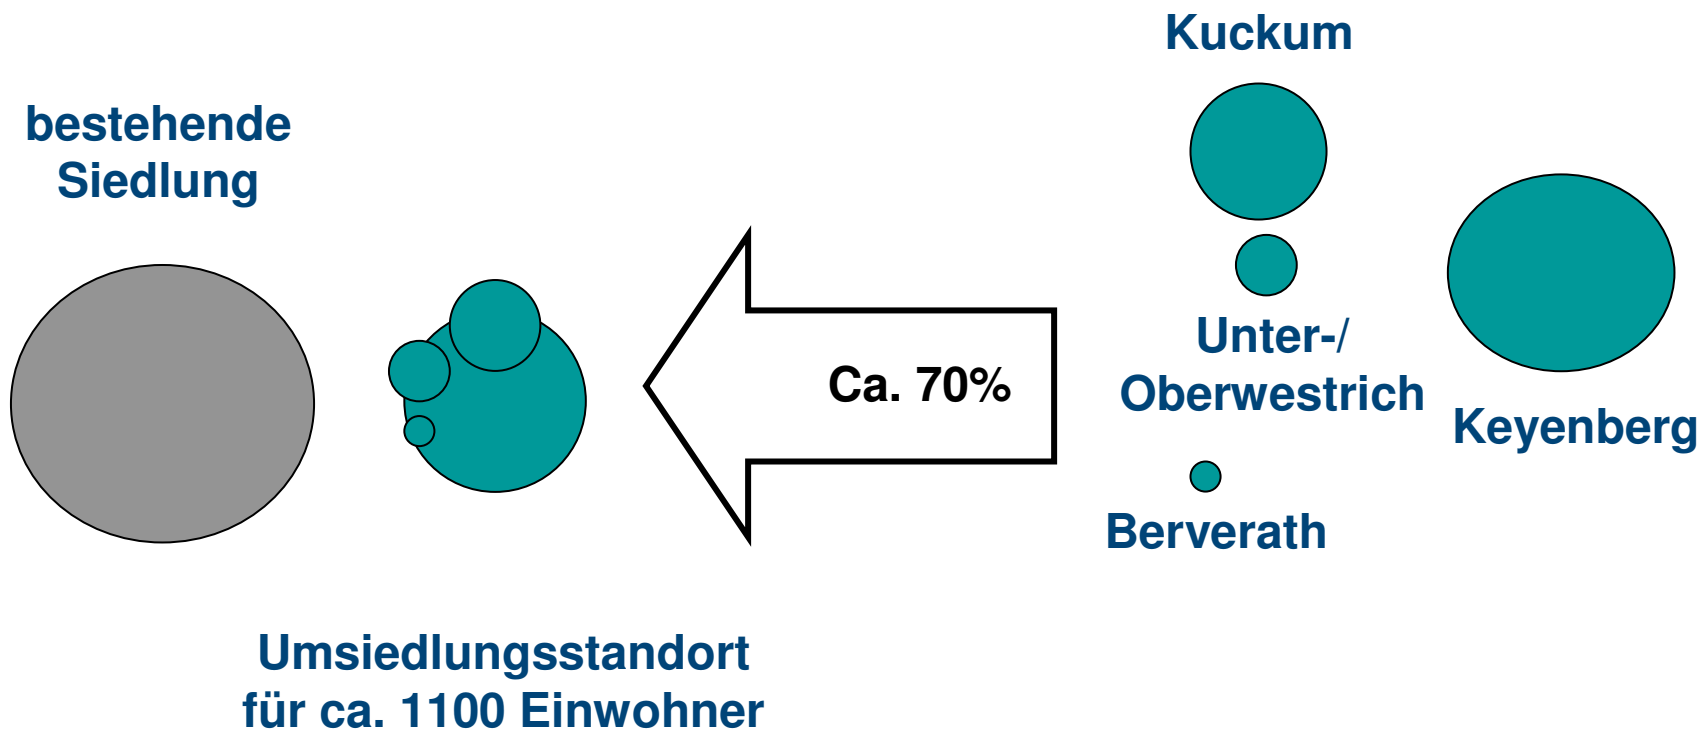 Kuckum
bestehende
Siedlung
Unter-/
Oberwestrich
Ca. 70%
Keyenberg
Berverath
Umsiedlungsstandort
für ca. 1100 Einwohner